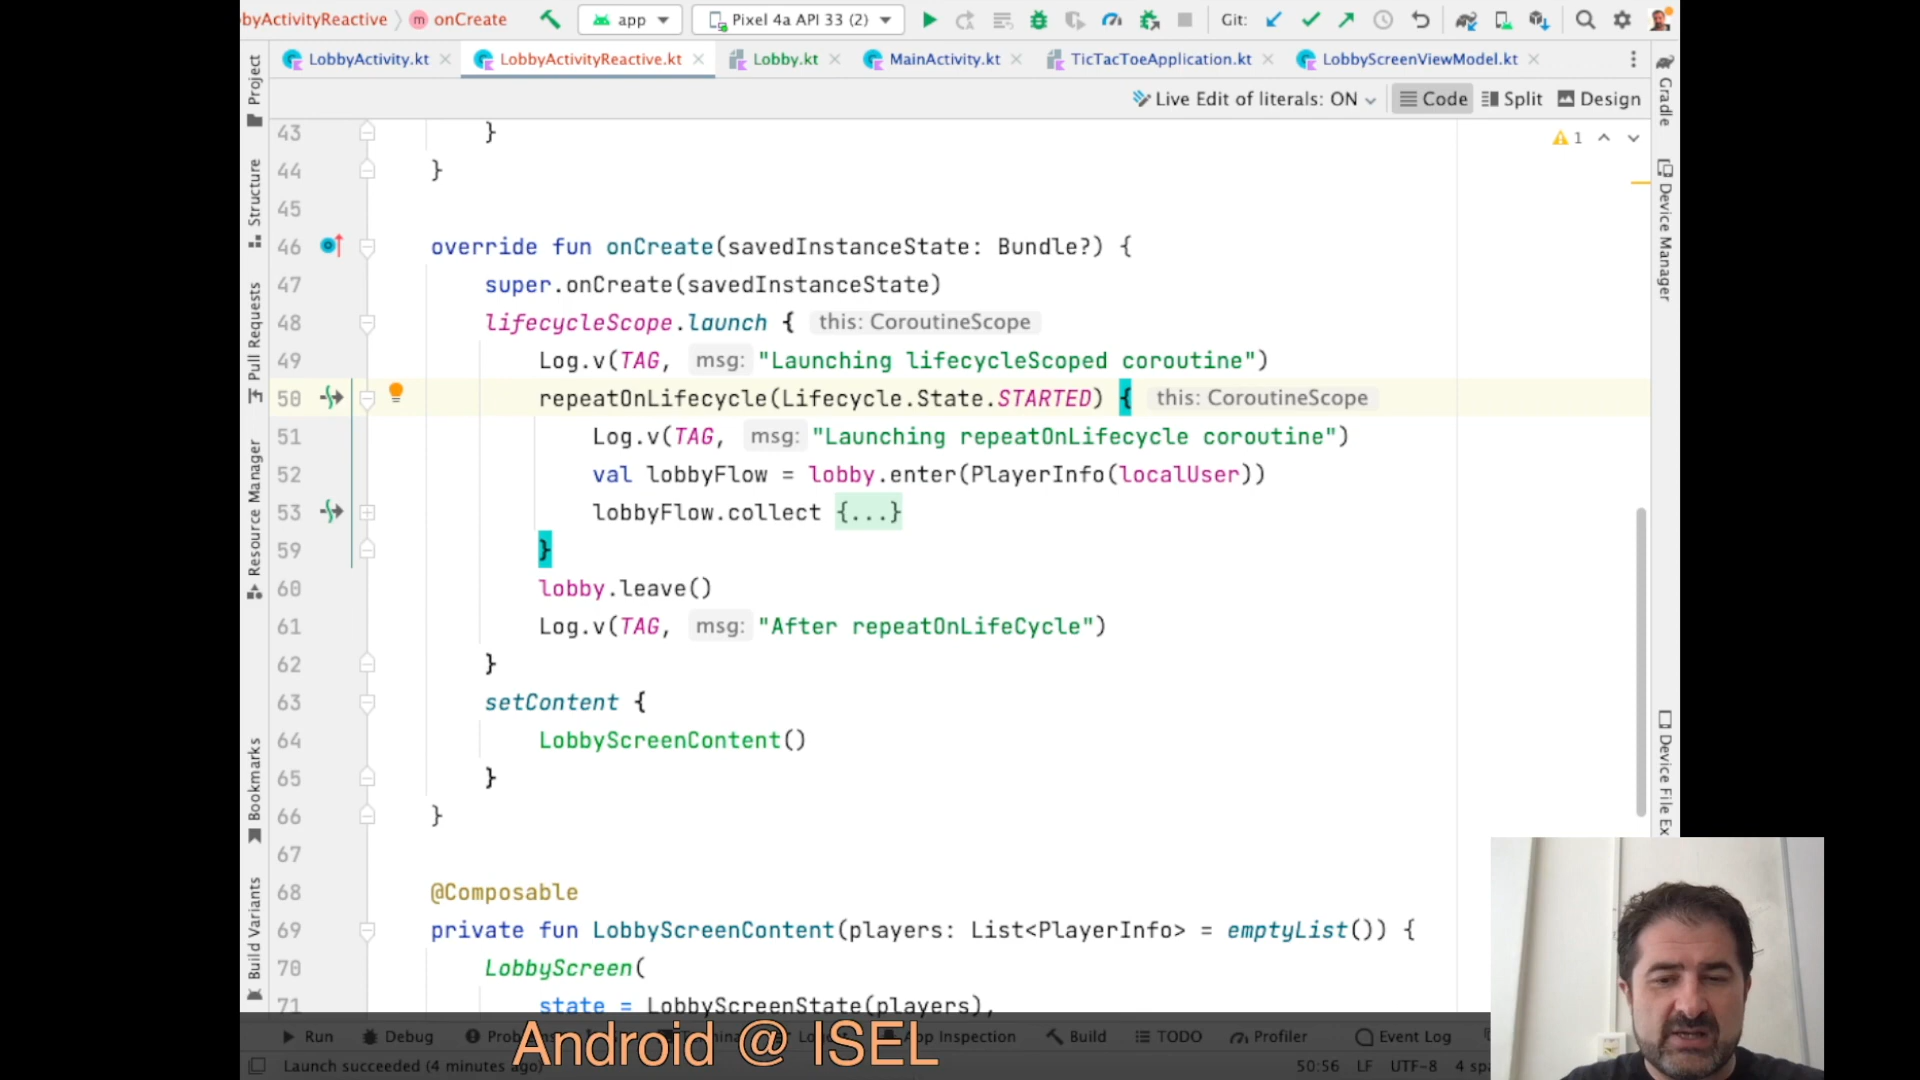 byActivityReactive > m onCreate app Pixel 4a API 33 (2) Git:
LobbyActivity.kt LobbyActivityReactive.kt Lobby.kt MainActivity.kt TicTacToeApplication.kt LobbyScreenViewModel.kt
Live Edit of literals: ON Code Split Design
Project
Structure
Pull Requests
Resource Manager
Bookmarks
Build Variants
43 }
1
44 }
45
46 override fun onCreate(savedInstanceState: Bundle?) {
47 super.onCreate(savedInstanceState)
48 lifecycleScope.launch { this: CoroutineScope
49 Log.v(TAG, msg: "Launching lifecycleScoped coroutine")
50 repeatOnLifecycle(Lifecycle.State.STARTED) { this: CoroutineScope
51 Log.v(TAG, msg: "Launching repeatOnLifecycle coroutine")
52 val lobbyFlow = lobby.enter(PlayerInfo(localUser))
53 lobbyFlow.collect {...}
59 }
60 lobby.leave()
61 Log.v(TAG, msg: "After repeatOnLifeCycle")
62 }
63 setContent {
64 LobbyScreenContent()
65 }
66 }
67
68 @Composable
69 private fun LobbyScreenContent(players: List<PlayerInfo> = emptyList()) {
70 LobbyScreen(
71 state = LobbyScreenState(players),
Gradle
Device Manager
Device File Ex
Run Debug App Inspection Build TODO Profiler Event Log
Android @ ISEL
Launch succeeded (4 minutes ago) 50:56 LF UTF-8 4 sp